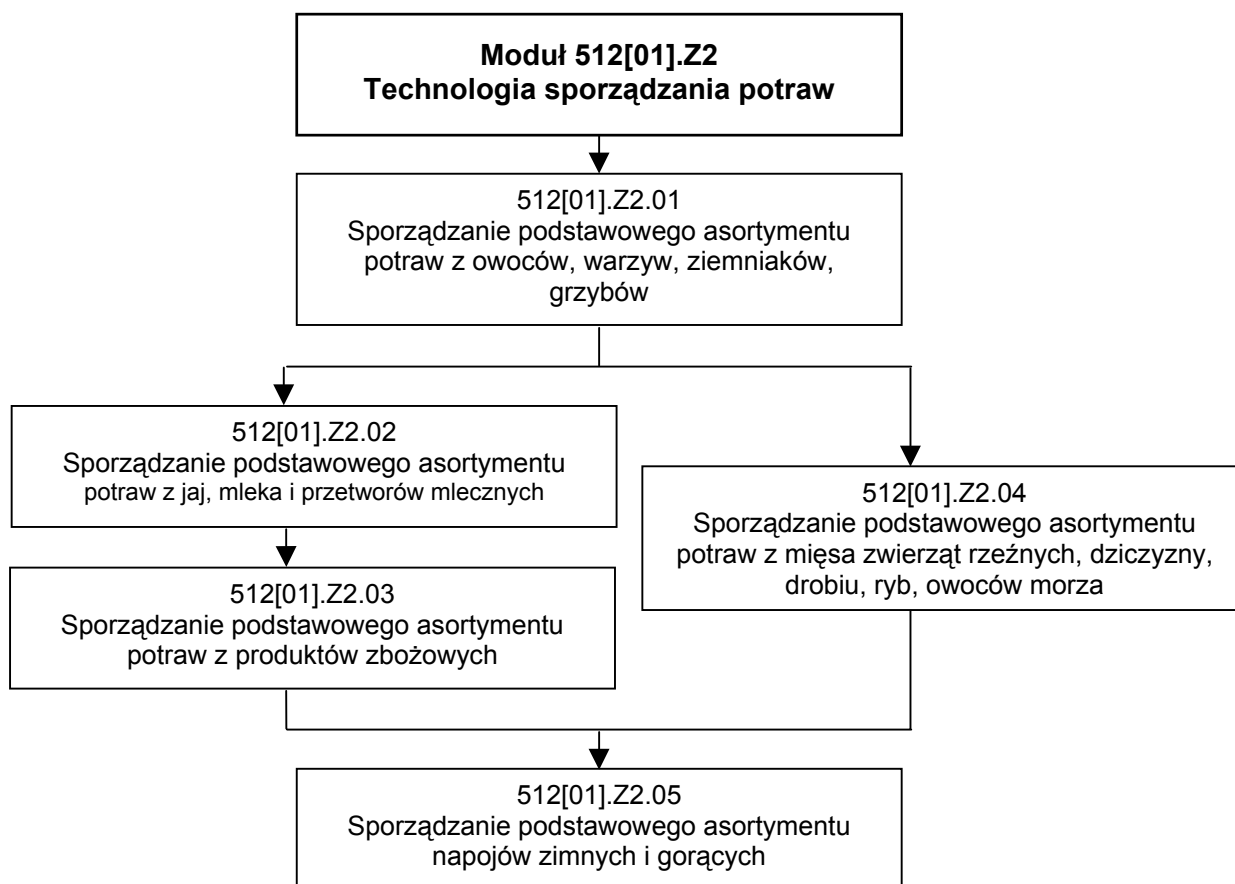 Moduł 512[01].Z2
Technologia sporządzania potraw
512[01].Z2.01
Sporządzanie podstawowego asortymentu
potraw z owoców, warzyw, ziemniaków,
grzybów
512[01].Z2.02
Sporządzanie podstawowego asortymentu
potraw z jaj, mleka i przetworów mlecznych
512[01].Z2.04
Sporządzanie podstawowego asortymentu
potraw z mięsa zwierząt rzeźnych, dziczyzny,
drobiu, ryb, owoców morza
512[01].Z2.03
Sporządzanie podstawowego asortymentu
potraw z produktów zbożowych
512[01].Z2.05
Sporządzanie podstawowego asortymentu
napojów zimnych i gorących